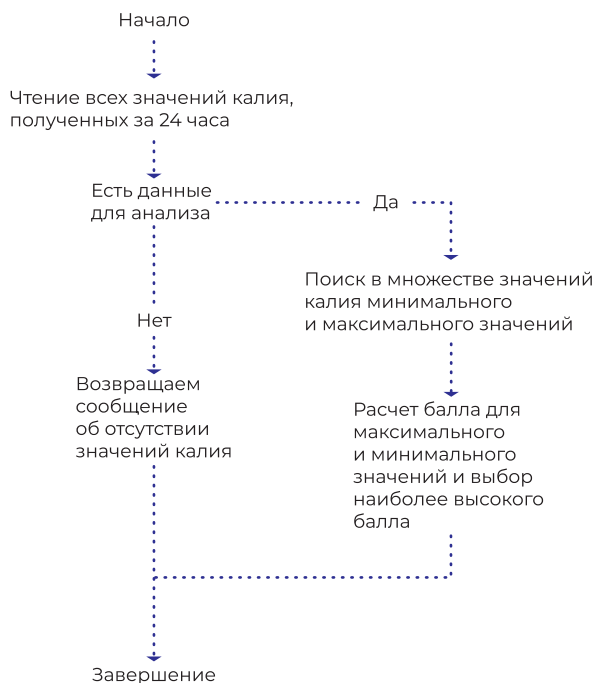 Начало
Чтение всех значений калия,
полученных за 24 часа
Есть данные
для анализа
Да
Поиск в множестве значений
калия минимального
и максимального значений
Нет
Возвращаем
сообщение
об отсутствии
значений калия
Расчет балла для
максимального
и минимального
значений и выбор
наиболее высокого
балла
Завершение